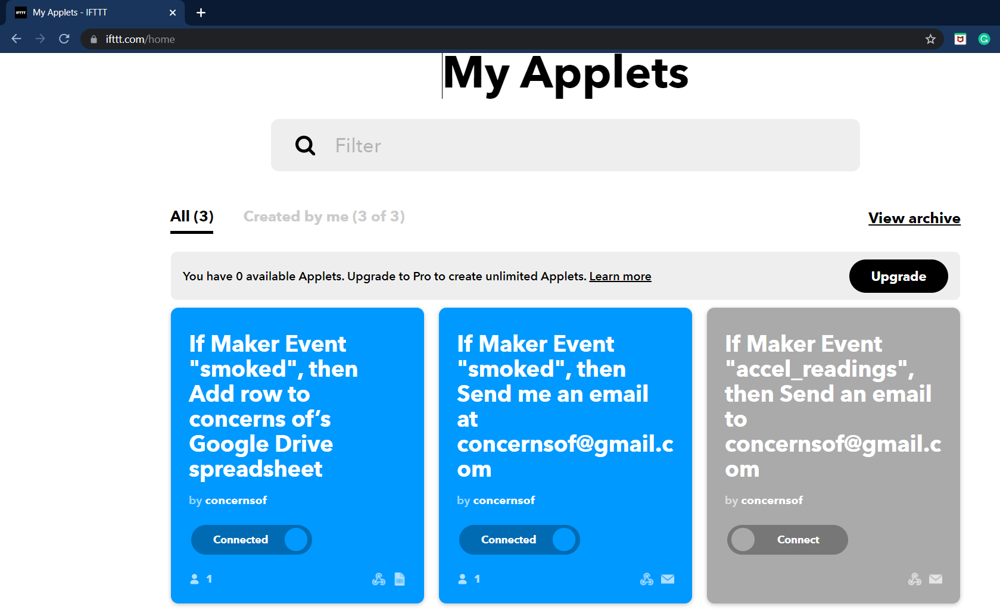 IFTTT My Applets - IFTTT
ifttt.com/home
My Applets
Filter
All (3) Created by me (3 of 3) View archive
You have 0 available Applets. Upgrade to Pro to create unlimited Applets. Learn more Upgrade
If Maker Event
"smoked", then
Add row to
concerns of’s
Google Drive
spreadsheet
by concernsof
Connected
1
If Maker Event
"smoked", then
Send me an email
at
concernsof@gmail.c
om
by concernsof
Connected
1
If Maker Event
"accel_readings",
then Send an email
to
concernsof@gmail.c
om
by concernsof
Connect